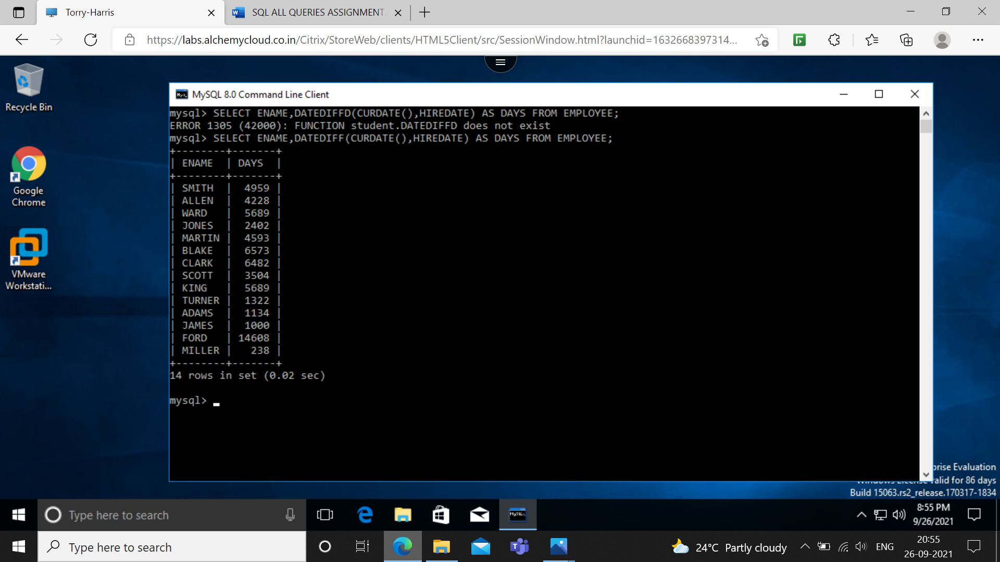 Torry-Harris
SQL ALL QUERIES ASSIGNMENT.
https://labs.alchemycloud.co.in/Citrix/StoreWeb/clients/HTML5Client/src/SessionWindow.html?launchid=1632668397314...
Recycle Bin
Google
Chrome
VMware
Workstati...
MySQL 8.0 Command Line Client
mysql> SELECT ENAME,DATEDIFFD(CURDATE(),HIREDATE) AS DAYS FROM EMPLOYEE;
ERROR 1305 (42000): FUNCTION student.DATEDIFFD does not exist
mysql> SELECT ENAME,DATEDIFF(CURDATE(),HIREDATE) AS DAYS FROM EMPLOYEE;
+--------+-------+
| ENAME  | DAYS  |
+--------+-------+
| SMITH  |  4959 |
| ALLEN  |  4228 |
| WARD   |  5689 |
| JONES  |  2402 |
| MARTIN |  4593 |
| BLAKE  |  6573 |
| CLARK  |  6482 |
| SCOTT  |  3504 |
| KING   |  5689 |
| TURNER |  1322 |
| ADAMS  |  1134 |
| JAMES  |  1000 |
| FORD   | 14608 |
| MILLER |   238 |
+--------+-------+
14 rows in set (0.02 sec)
mysql>
prise Evaluation
Windows License valid for 86 days
Build 15063.rs2_release.170317-1834
Type here to search
8:55 PM
9/26/2021
Type here to search
24°C Partly cloudy
ENG
20:55
26-09-2021